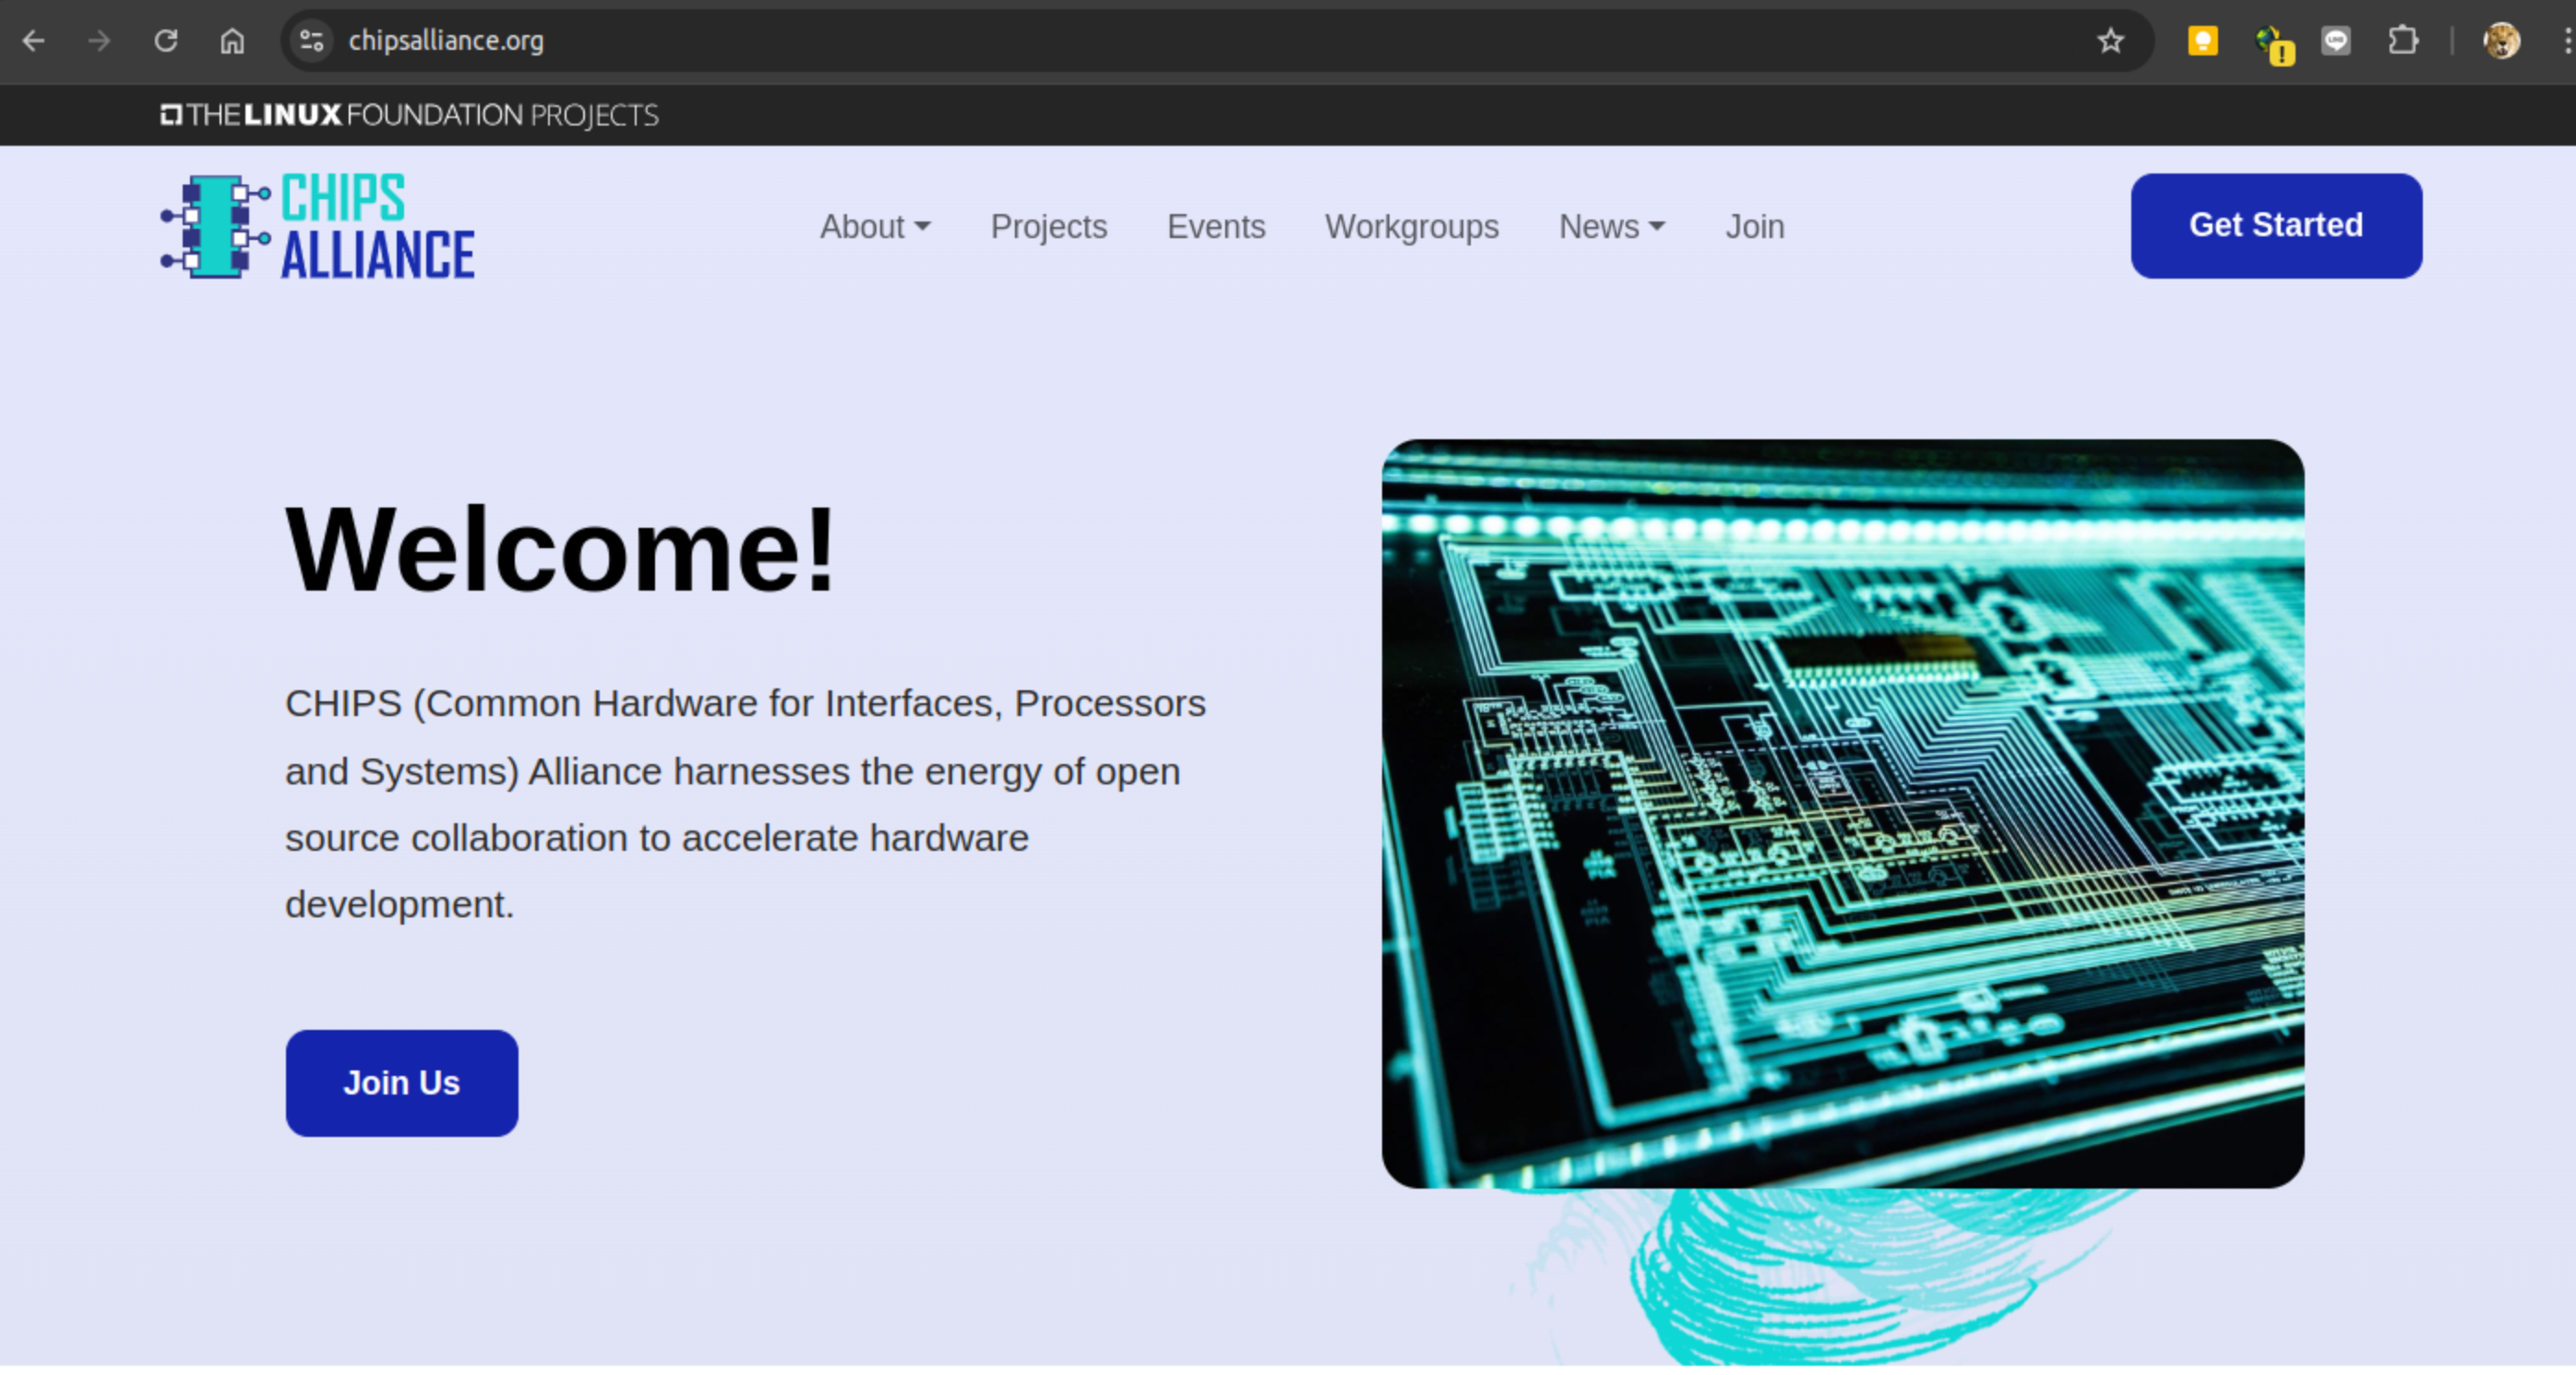 chipsalliance.org
THE LINUX FOUNDATION PROJECTS
CHIPS
ALLIANCE
About
Projects
Events
Workgroups
News
Join
Get Started
Welcome!
CHIPS (Common Hardware for Interfaces, Processors
and Systems) Alliance harnesses the energy of open
source collaboration to accelerate hardware
development.
Join Us